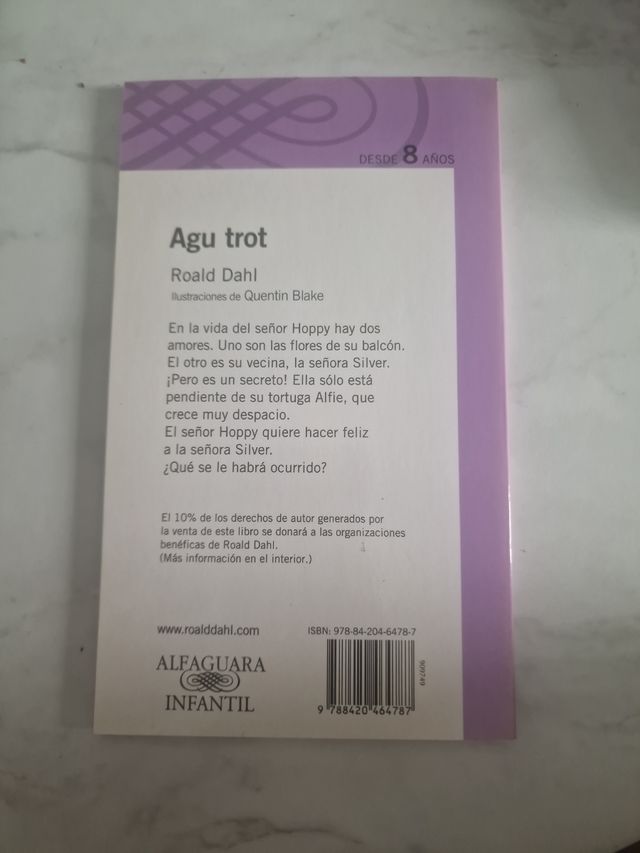 DESDE 8 AÑOS
Agu trot
Roald Dahl
Ilustraciones de Quentin Blake
En la vida del señor Hoppy hay dos
amores. Uno son las flores de su balcón.
El otro es su vecina, la señora Silver.
¡Pero es un secreto! Ella sólo está
pendiente de su tortuga Alfie, que
crece muy despacio.
El señor Hoppy quiere hacer feliz
a la señora Silver.
¿Qué se le habrá ocurrido?
El 10% de los derechos de autor generados por
la venta de este libro se donará a las organizaciones
benéficas de Roald Dahl.
(Más información en el interior.)
www.roalddahl.com
ISBN: 978-84-204-6478-7
ALFAGUARA
INFANTIL
9 788420 464787
909749